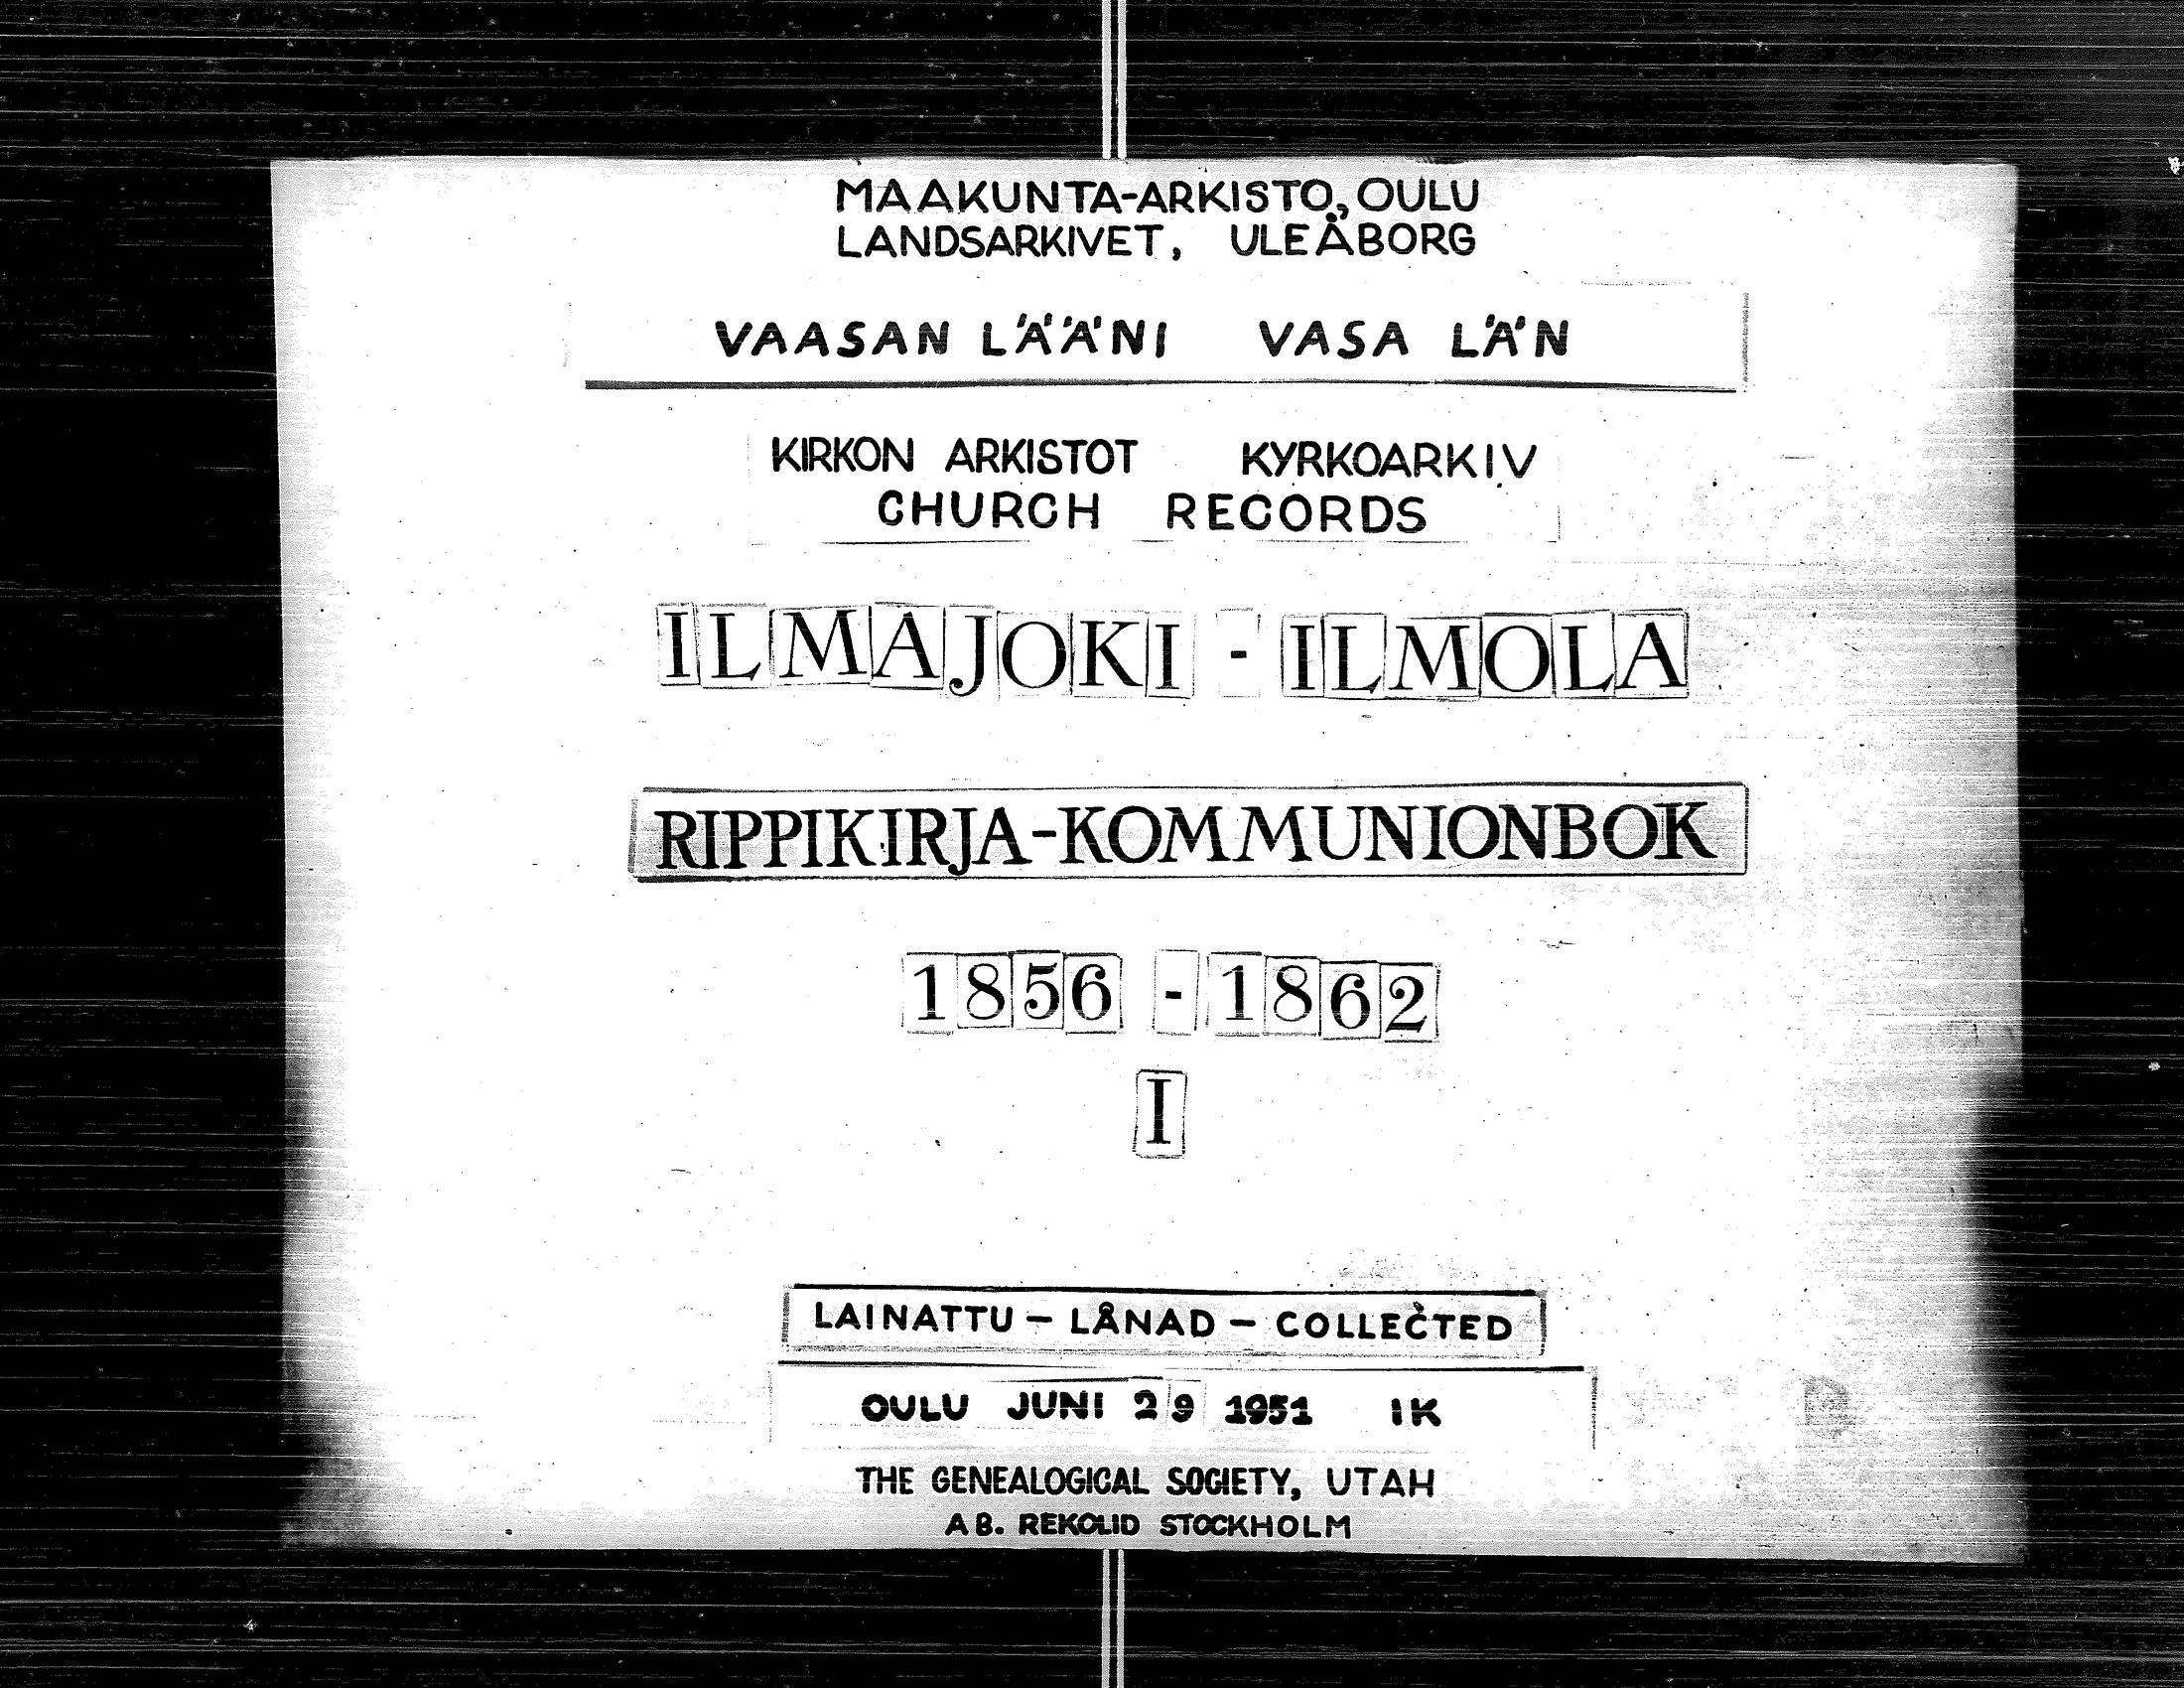 MAAKUNTA-ARKISTO, OULU
LANDSARKIVET, ULEÅBORG
VAASAN LÄÄNI VASA LÄN
KIRKON ARKISTOT KYRKOARKIV
CHURCH RECORDS
ILMAJOKI - ILMOLA
RIPPIKIRJA-KOMMUNIONBOK
1856 - 1862
I
LAINATTU - LÅNAD - COLLECTED
OULU JUNI 29 1951 IK
THE GENEALOGICAL SOCIETY, UTAH
AB. REKOLID STOCKHOLM